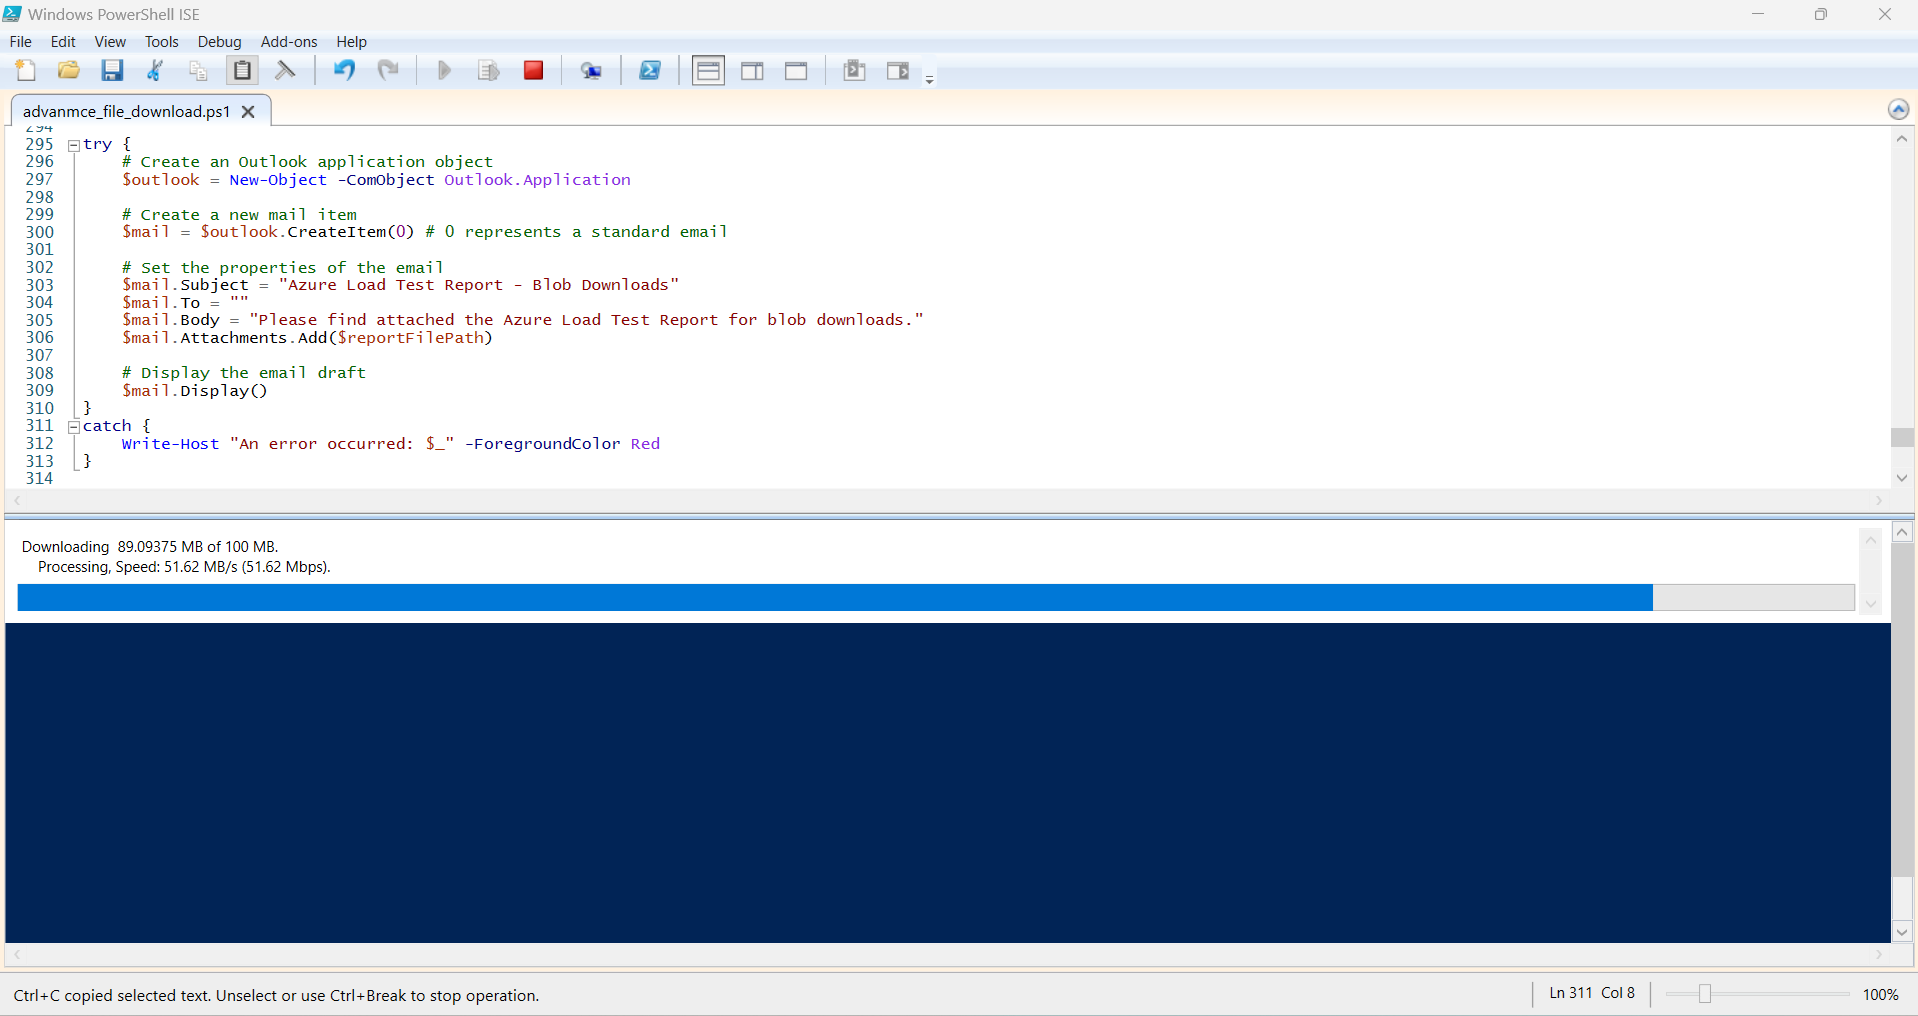 Windows PowerShell ISE
File Edit View Tools Debug Add-ons Help
advanmce_file_download.ps1
294
295 try {
296 # Create an Outlook application object
297 $outlook = New-Object -ComObject Outlook.Application
298
299 # Create a new mail item
300 $mail = $outlook.CreateItem(0) # 0 represents a standard email
301
302 # Set the properties of the email
303 $mail.Subject = "Azure Load Test Report - Blob Downloads"
304 $mail.To = ""
305 $mail.Body = "Please find attached the Azure Load Test Report for blob downloads."
306 $mail.Attachments.Add($reportFilePath)
307
308 # Display the email draft
309 $mail.Display()
310 }
311 catch {
312 Write-Host "An error occurred: $_" -ForegroundColor Red
313 }
314
Downloading 89.09375 MB of 100 MB.
Processing, Speed: 51.62 MB/s (51.62 Mbps).
Ctrl+C copied selected text. Unselect or use Ctrl+Break to stop operation.
Ln 311 Col 8
100%